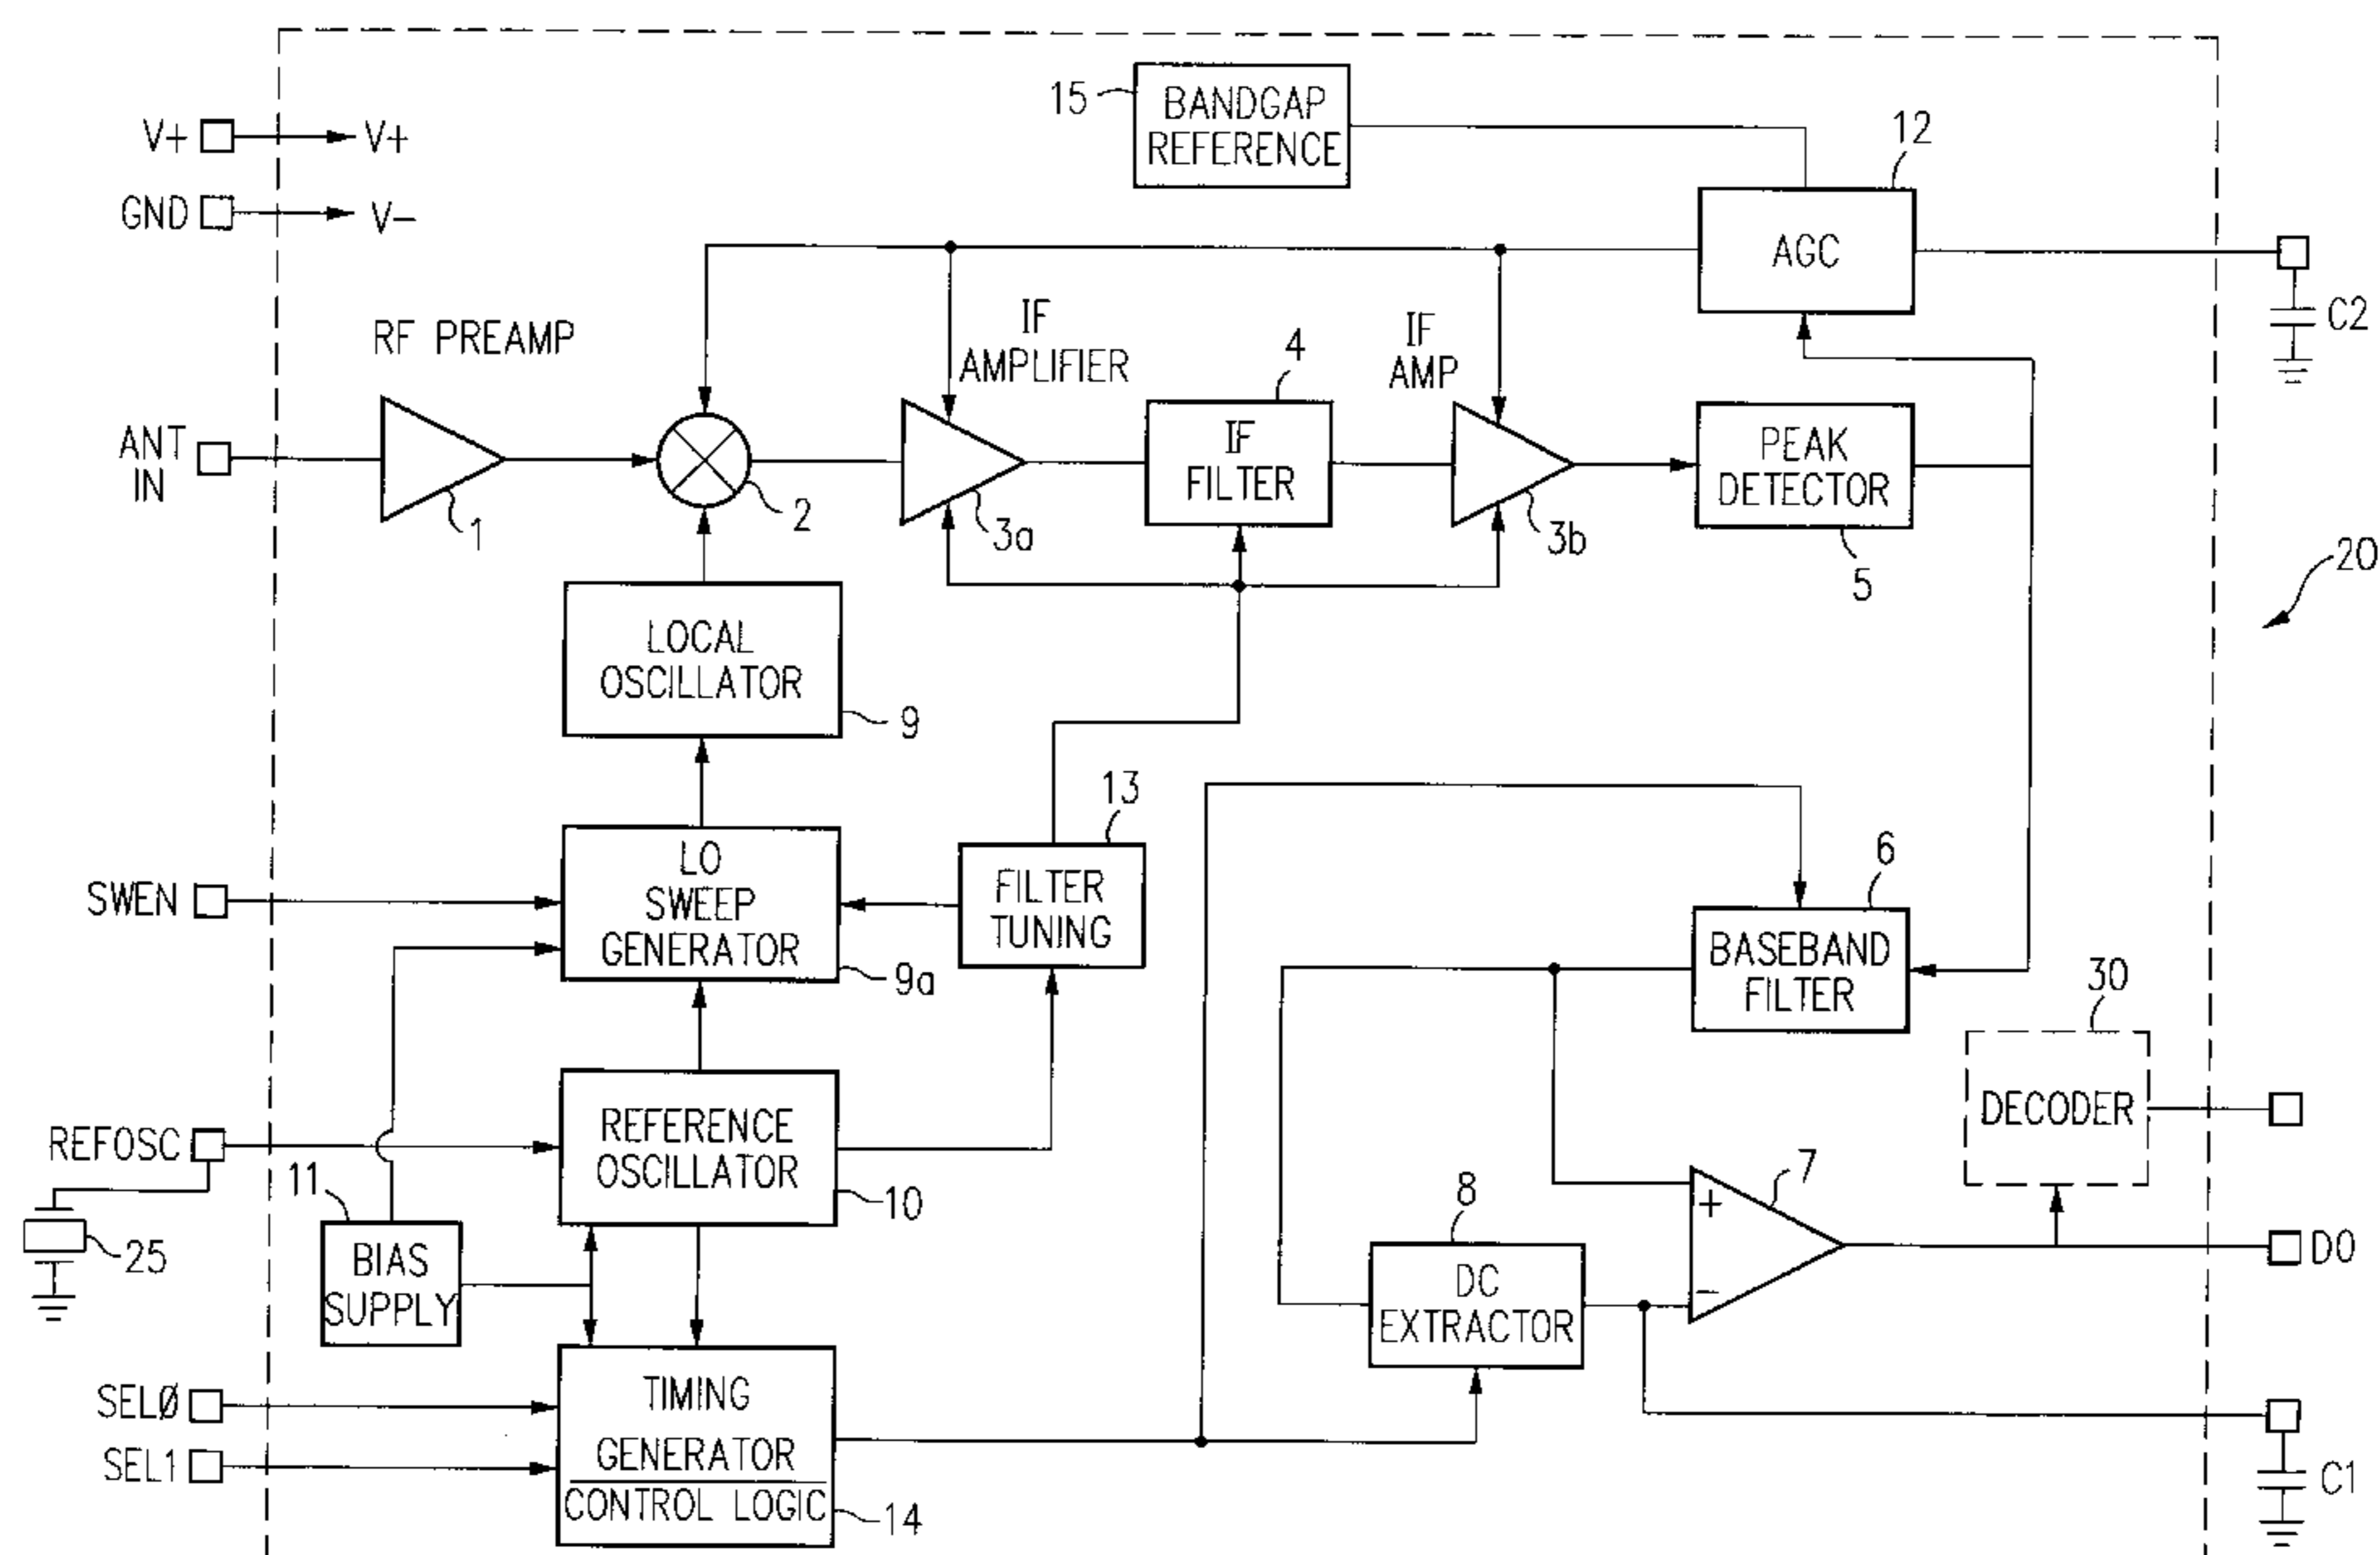 15
BANDGAP
REFERENCE
12
V+
V+
GND
V−
AGC
C2
RF PREAMP
IF
AMPLIFIER
4
IF
AMP
ANT
IN
1
2
3a
IF
FILTER
3b
PEAK
DETECTOR
5
20
LOCAL
OSCILLATOR
9
13
SWEN
LO
SWEEP
GENERATOR
9a
FILTER
TUNING
6
BASEBAND
FILTER
30
DECODER
REFOSC
REFERENCE
OSCILLATOR
10
11
BIAS
SUPPLY
25
8
DC
EXTRACTOR
7
+
−
DO
SELØ
SEL1
TIMING
GENERATOR
CONTROL LOGIC
14
C1